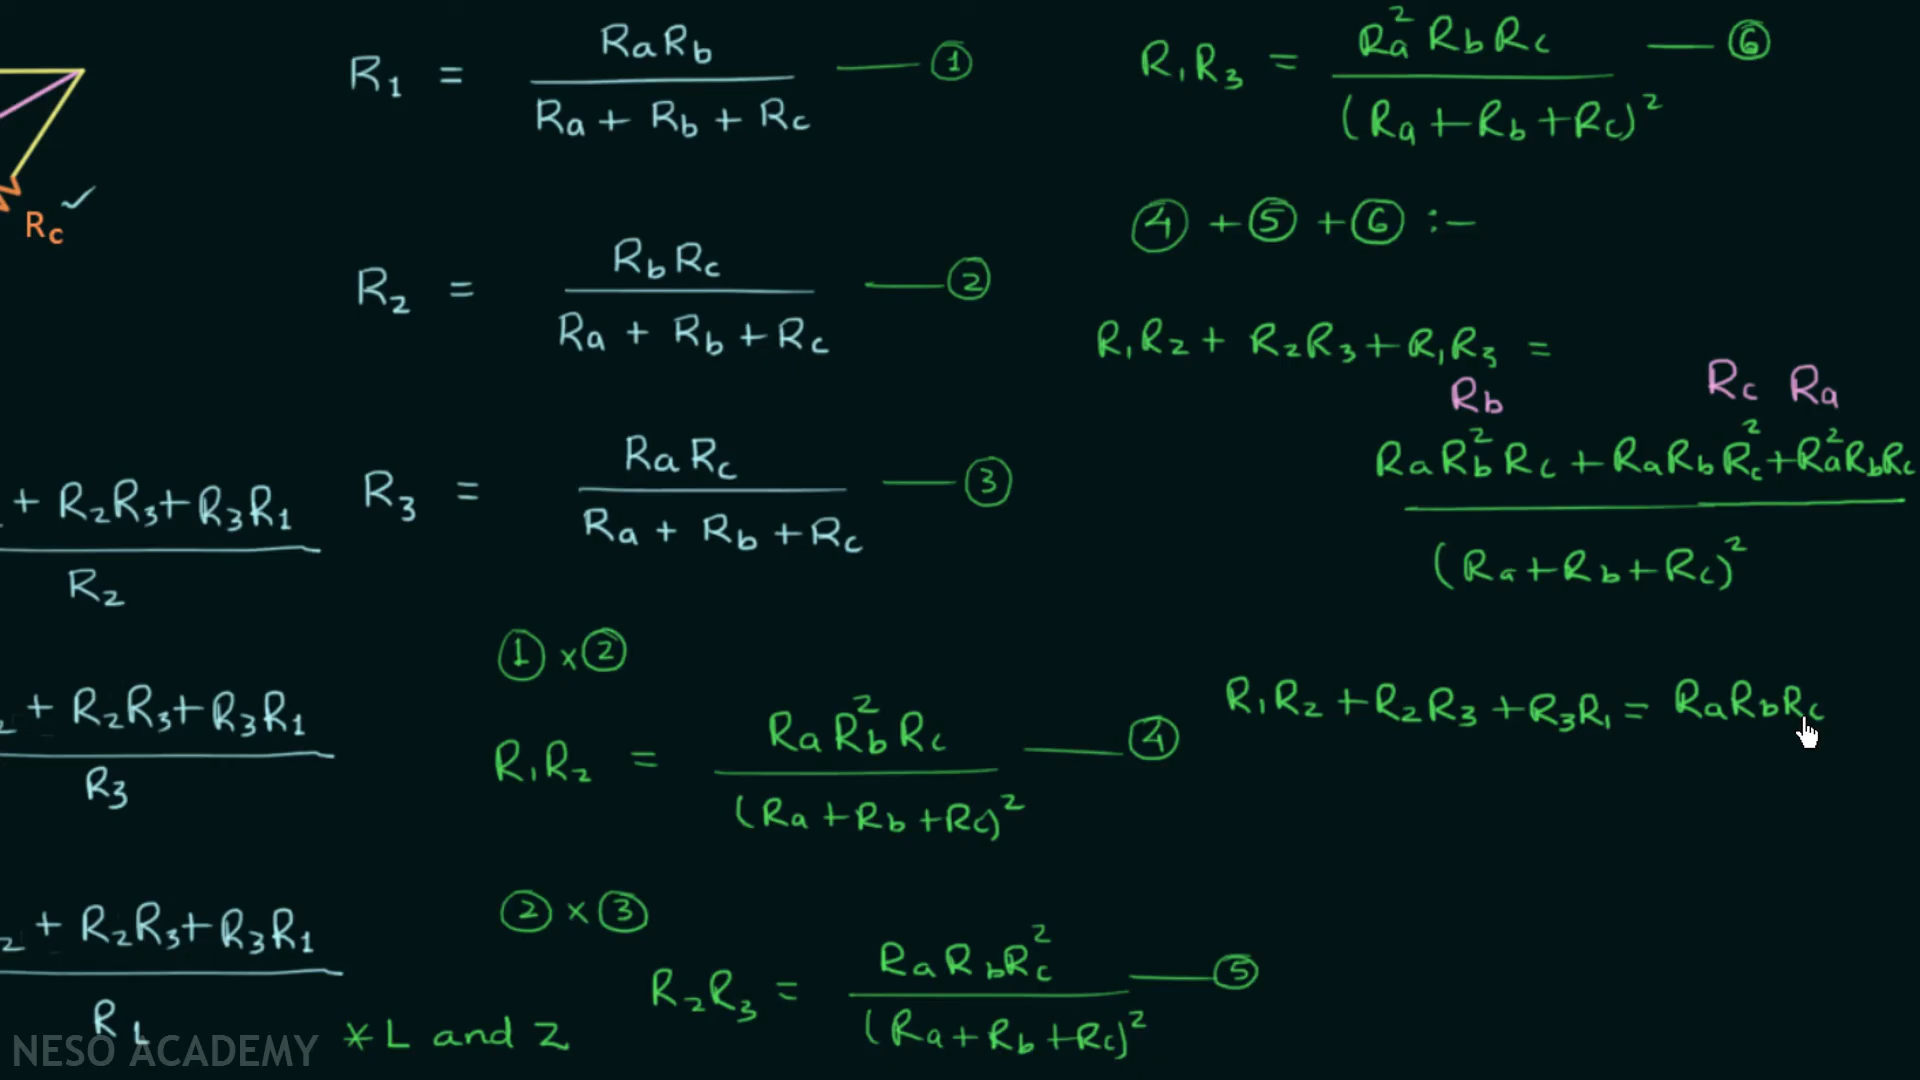 Rc
+ R₂R₃+R₃R₁
R₂
+ R₂R₃+R₃R₁
R₃
₂ + R₂R₃+R₃R₁
R₁
NESO ACADEMY
R₁ = RaRb / Ra + Rb + Rc —— ①
R₂ = RbRc / Ra + Rb + Rc —— ②
R₃ = RaRc / Ra + Rb + Rc —— ③
① × ②
R₁R₂ = RaRb²Rc / (Ra+Rb+Rc)² —— ④
② × ③
R₂R₃ = RaRbRc² / (Ra+Rb+Rc)² —— ⑤
* L and Z
R₁R₃ = Ra²RbRc / (Ra+Rb+Rc)² —— ⑥
④ + ⑤ + ⑥ :-
R₁R₂ + R₂R₃ + R₁R₃ =
Rb Rc Ra
RaRb²Rc + RaRbRc² + Ra²RbRc
(Ra+Rb+Rc)²
R₁R₂ + R₂R₃ + R₃R₁ = RaRbRc